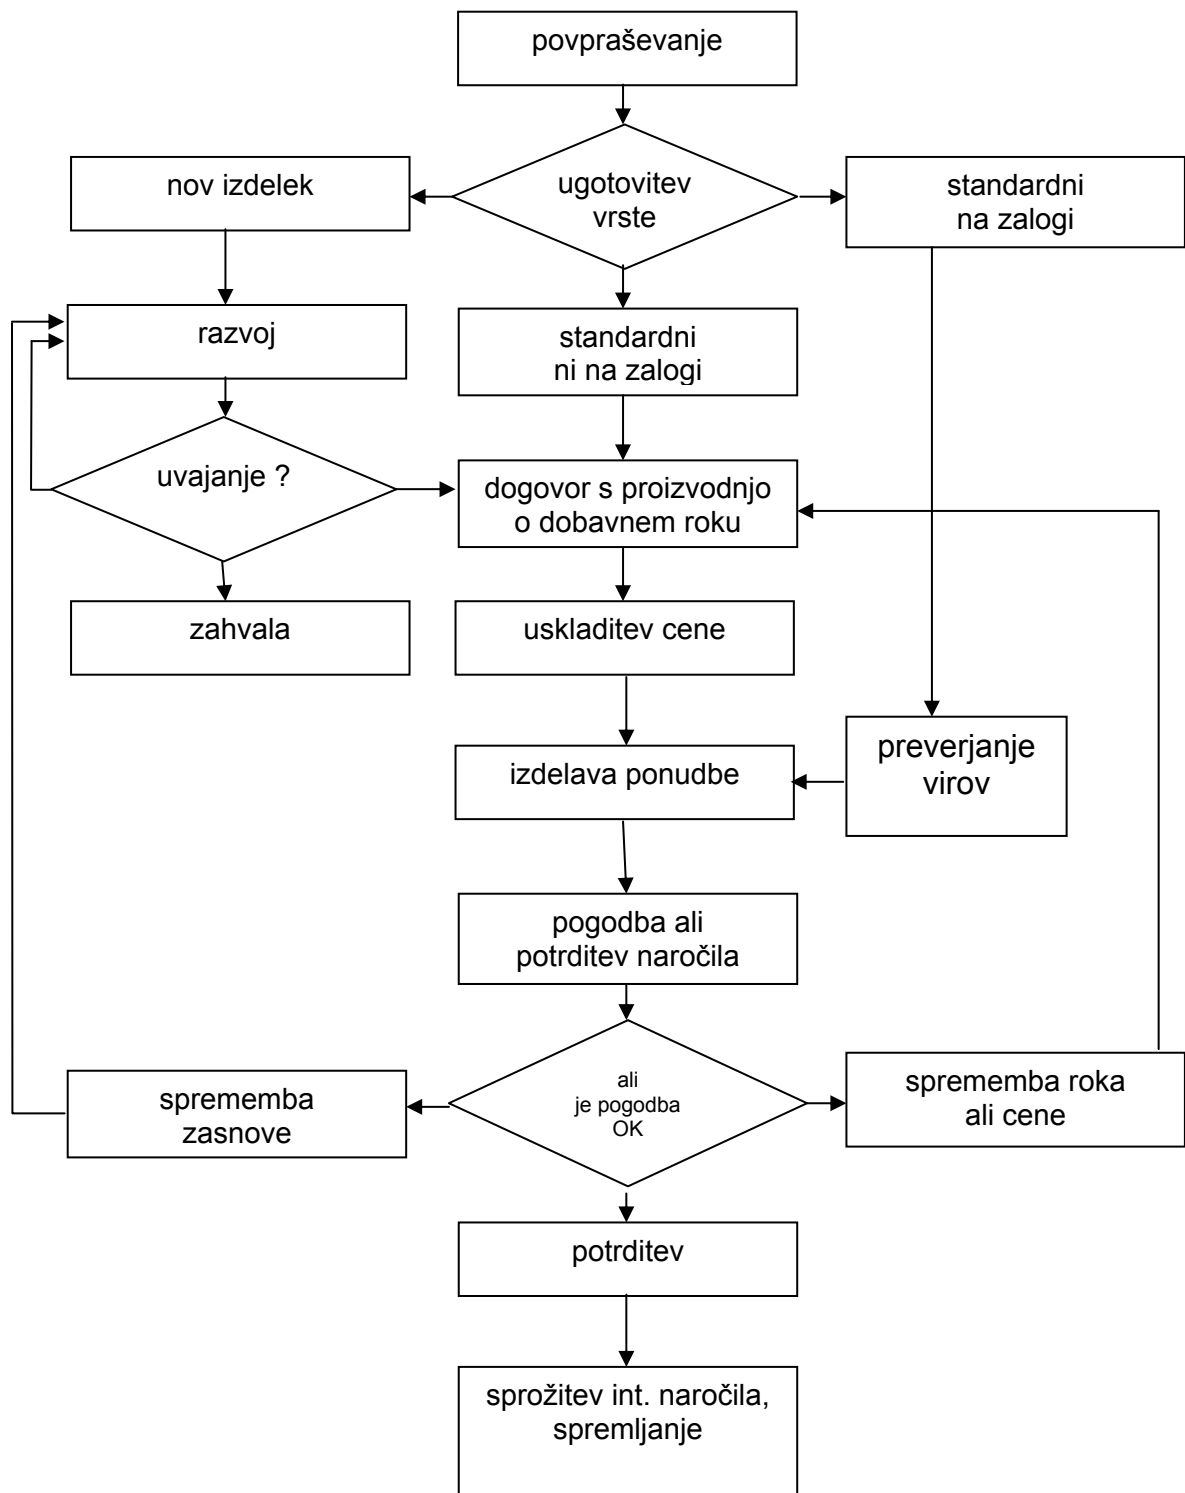 povpraševanje
nov izdelek
ugotovitev
vrste
standardni
na zalogi
razvoj
standardni
ni na zalogi
uvajanje ?
dogovor s proizvodnjo
o dobavnem roku
zahvala
uskladitev cene
izdelava ponudbe
preverjanje
virov
pogodba ali
potrditev naročila
sprememba
zasnove
ali
je pogodba
OK
sprememba roka
ali cene
potrditev
sprožitev int. naročila,
spremljanje